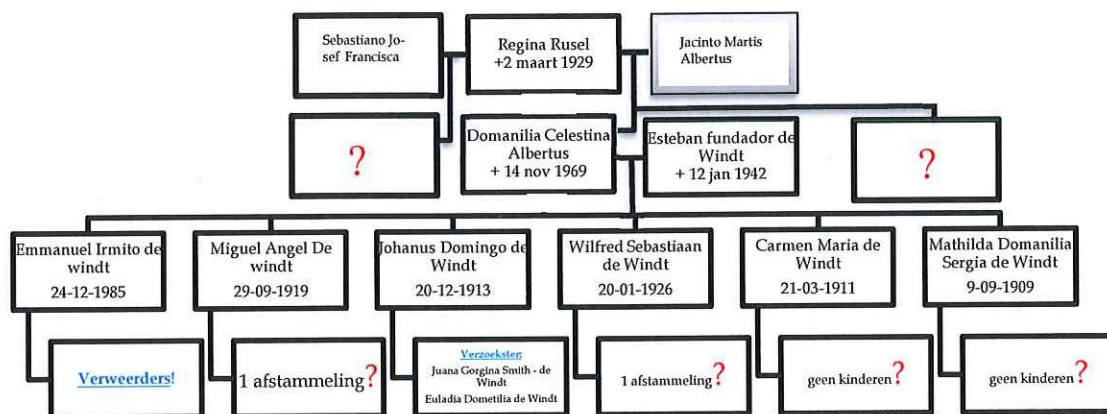 Sebastiano Jo-
sef Francisca
Regina Rusel
+2 maart 1929
Jacinto Martis
Albertus
?
Domanilia Celestina
Albertus
+ 14 nov 1969
Esteban fundador de
Windt
+ 12 jan 1942
?
Emmanuel Irmito de
windt
24-12-1985
Miguel Angel De
windt
29-09-1919
Johanus Domingo de
Windt
20-12-1913
Wilfred Sebastiaan
de Windt
20-01-1926
Carmen Maria de
Windt
21-03-1911
Mathilda Domanilia
Sergia de Windt
9-09-1909
Verweerders!
1 afstammeling?
Verzoekster:
Juana Gorgina Smith - de
Windt
Euladia Dometilia de Windt
1 afstammeling?
geen kinderen?
geen kinderen?